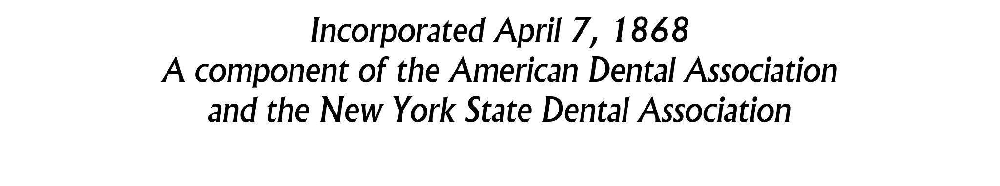 Incorporated April 7, 1868
A component of the American Dental Association
and the New York State Dental Association